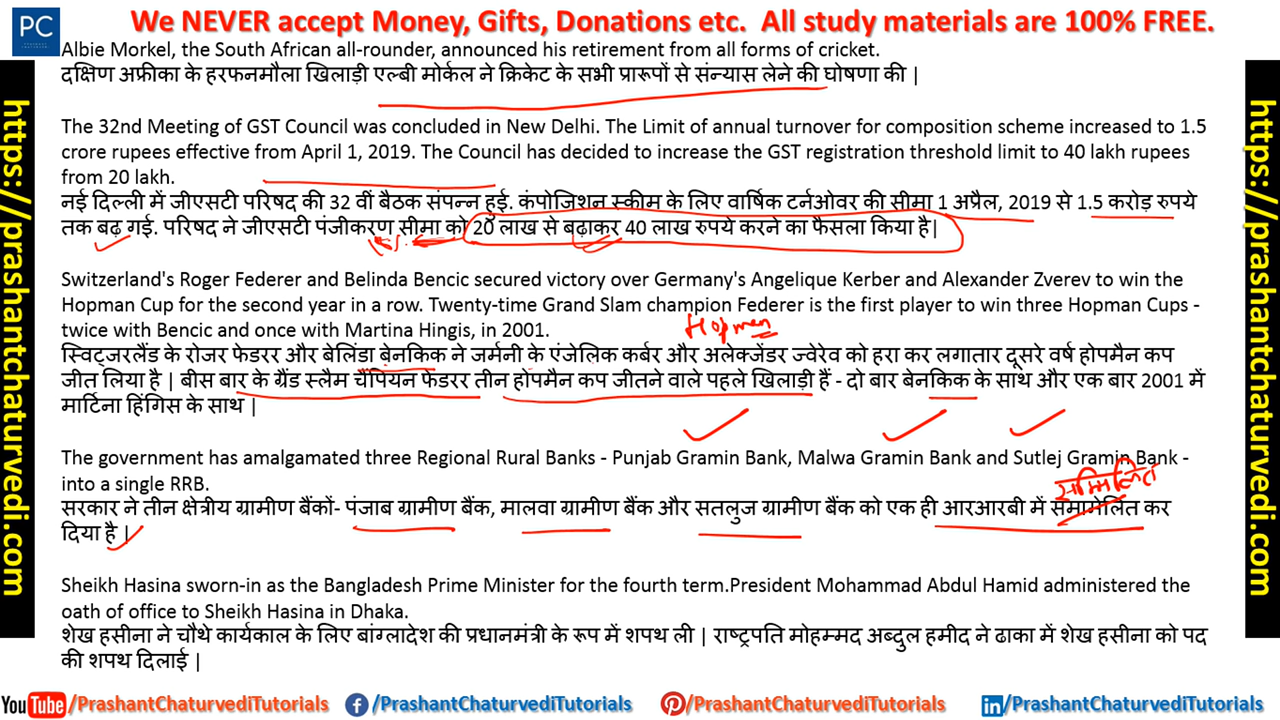 PC
PRASHANT
CHATURVEDI
We NEVER accept Money, Gifts, Donations etc. All study materials are 100% FREE.
https://prashantchaturvedi.com
Albie Morkel, the South African all-rounder, announced his retirement from all forms of cricket.
दक्षिण अफ्रीका के हरफनमौला खिलाड़ी एल्बी मोर्कल ने क्रिकेट के सभी प्रारूपों से संन्यास लेने की घोषणा की |
The 32nd Meeting of GST Council was concluded in New Delhi. The Limit of annual turnover for composition scheme increased to 1.5
crore rupees effective from April 1, 2019. The Council has decided to increase the GST registration threshold limit to 40 lakh rupees
from 20 lakh.
नई दिल्ली में जीएसटी परिषद की 32 वीं बैठक संपन्न हुई. कंपोजिशन स्कीम के लिए वार्षिक टर्नओवर की सीमा 1 अप्रैल, 2019 से 1.5 करोड़ रुपये
तक बढ़ गई. परिषद ने जीएसटी पंजीकरण सीमा को 20 लाख से बढ़ाकर 40 लाख रुपये करने का फैसला किया है|
Switzerland's Roger Federer and Belinda Bencic secured victory over Germany's Angelique Kerber and Alexander Zverev to win the
Hopman Cup for the second year in a row. Twenty-time Grand Slam champion Federer is the first player to win three Hopman Cups -
twice with Bencic and once with Martina Hingis, in 2001.
Hopmen
स्विट्जरलैंड के रोजर फेडरर और बेलिंडा बेनकिक ने जर्मनी के एंजेलिक कर्बर और अलेक्जेंडर ज्वेरेव को हरा कर लगातार दूसरे वर्ष होपमैन कप
जीत लिया है | बीस बार के ग्रैंड स्लैम चैंपियन फेडरर तीन होपमैन कप जीतने वाले पहले खिलाड़ी हैं - दो बार बेनकिक के साथ और एक बार 2001 में
मार्टिना हिंगिस के साथ |
The government has amalgamated three Regional Rural Banks - Punjab Gramin Bank, Malwa Gramin Bank and Sutlej Gramin Bank -
into a single RRB.
सम्मिलित
सरकार ने तीन क्षेत्रीय ग्रामीण बैंकों- पंजाब ग्रामीण बैंक, मालवा ग्रामीण बैंक और सतलुज ग्रामीण बैंक को एक ही आरआरबी में समामेलित कर
दिया है |
Sheikh Hasina sworn-in as the Bangladesh Prime Minister for the fourth term.President Mohammad Abdul Hamid administered the
oath of office to Sheikh Hasina in Dhaka.
शेख हसीना ने चौथे कार्यकाल के लिए बांग्लादेश की प्रधानमंत्री के रूप में शपथ ली | राष्ट्रपति मोहम्मद अब्दुल हमीद ने ढाका में शेख हसीना को पद
की शपथ दिलाई |
https://prashantchaturvedi.com
YouTube/PrashantChaturvediTutorials f/PrashantChaturvediTutorials /PrashantChaturvediTutorials in/PrashantChaturvediTutorials